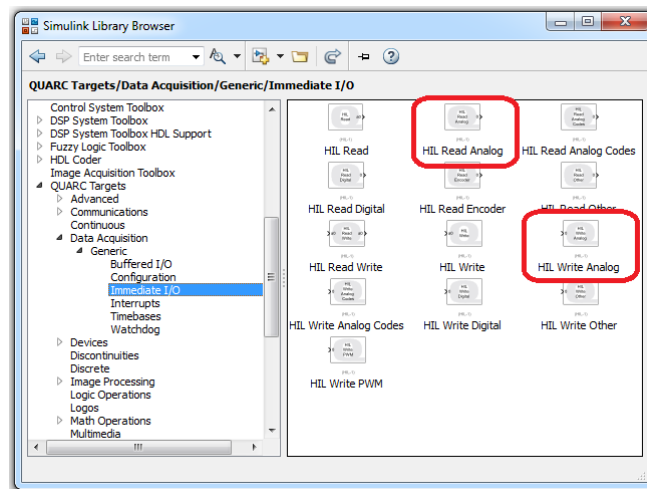 Simulink Library Browser
Enter search term
QUARC Targets/Data Acquisition/Generic/Immediate I/O
Control System Toolbox
DSP System Toolbox
DSP System Toolbox HDL Support
Fuzzy Logic Toolbox
HDL Coder
Image Acquisition Toolbox
QUARC Targets
Advanced
Communications
Continuous
Data Acquisition
Generic
Buffered I/O
Configuration
Immediate I/O
Interrupts
Timebases
Watchdog
Devices
Discontinuities
Discrete
Image Processing
Logic Operations
Logos
Math Operations
Multimedia
HIL Read
HIL Read Analog
HIL Read Analog Codes
HIL Read Digital
HIL Read Encoder
HIL Read Other
HIL Read Write
HIL Write
HIL Write Analog
HIL Write Analog Codes
HIL Write Digital
HIL Write Other
HIL Write PWM